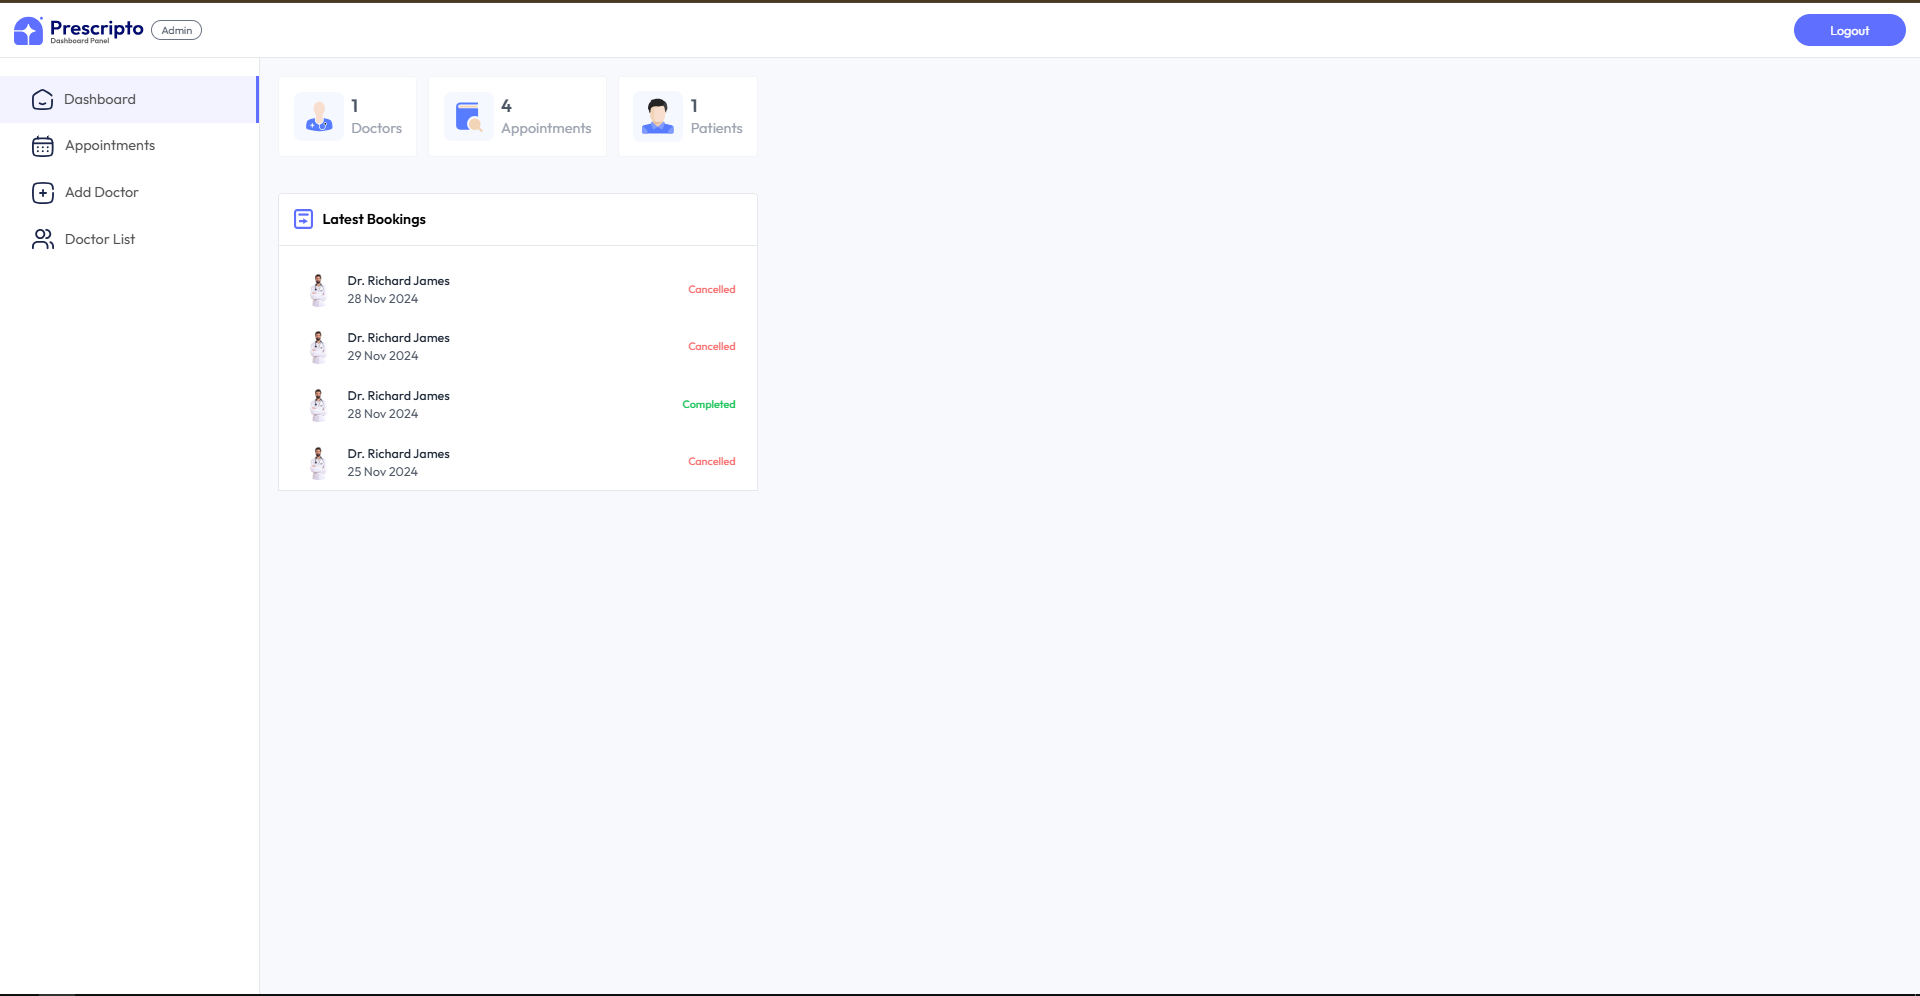 Prescripto
Dashboard Panel
Admin
Logout
Dashboard
Appointments
Add Doctor
Doctor List
1
Doctors
4
Appointments
1
Patients
Latest Bookings
Dr. Richard James
28 Nov 2024
Cancelled
Dr. Richard James
29 Nov 2024
Cancelled
Dr. Richard James
28 Nov 2024
Completed
Dr. Richard James
25 Nov 2024
Cancelled